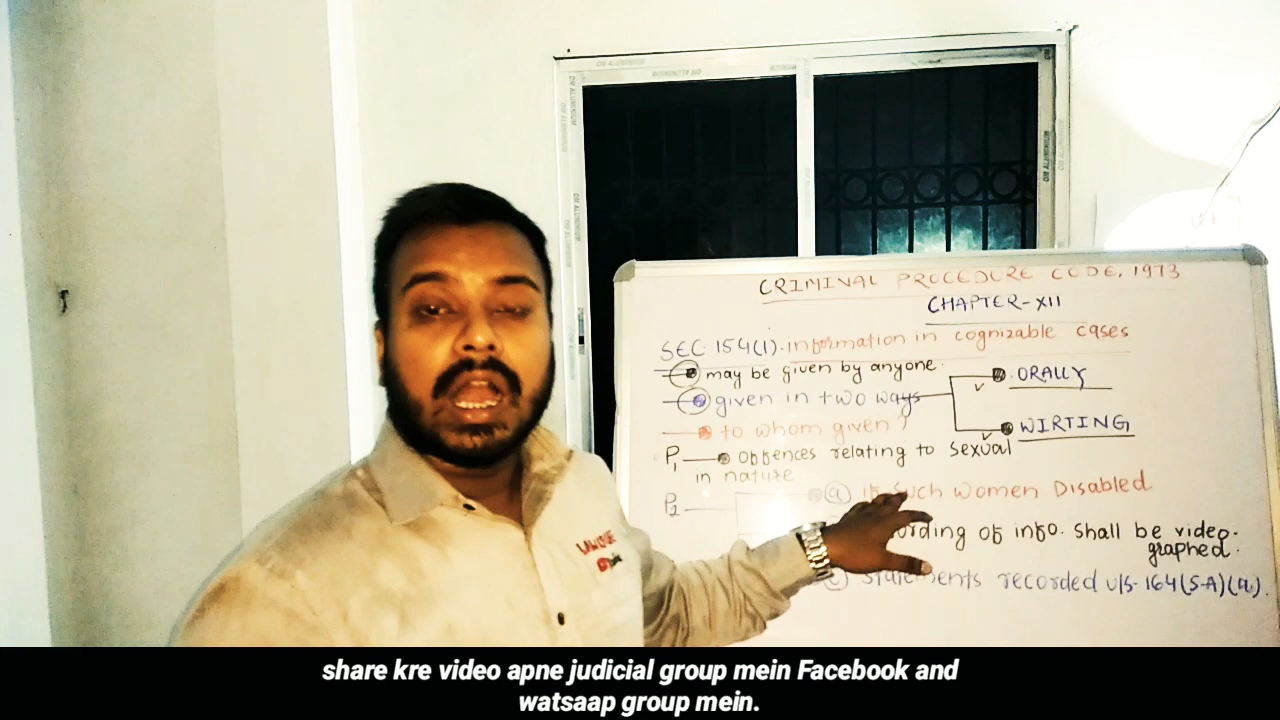 CRIMINAL PROCEDURE CODE, 1973
CHAPTER-XII
SEC. 154(1). information in cognizable cases
may be given by anyone.
given in two ways
ORALLY
WIRTING
to whom given?
P1 offences relating to sexual
in nature
P2
(a) if such women Disabled
of info. shall be video-
graphed.
(c) statements recorded u/s-164(5-A)(a).
share kre video apne judicial group mein Facebook and
watsaap group mein.